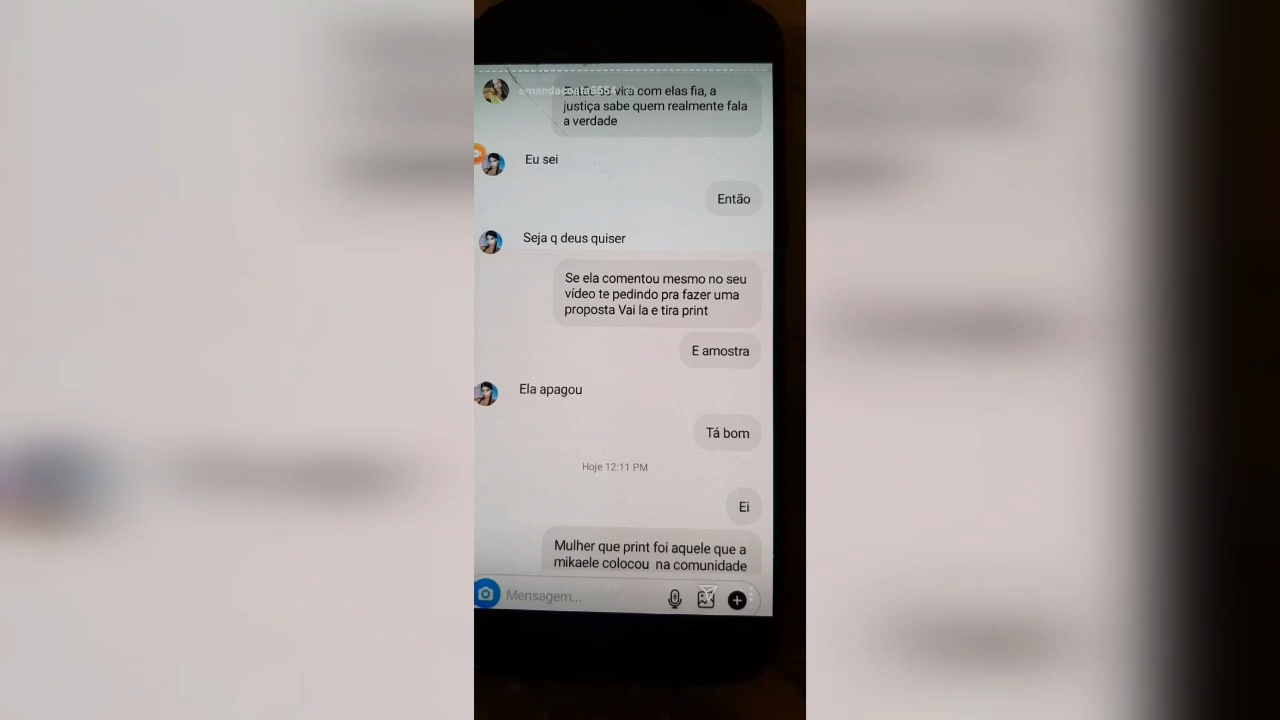 amandacosta5554
vira com elas fia, a
justiça sabe quem realmente fala
a verdade
Eu sei
Então
Seja q deus quiser
Se ela comentou mesmo no seu
vídeo te pedindo pra fazer uma
proposta Vai la e tira print
E amostra
Ela apagou
Tá bom
Hoje 12:11 PM
Ei
Mulher que print foi aquele que a
mikaele colocou na comunidade
Mensagem...